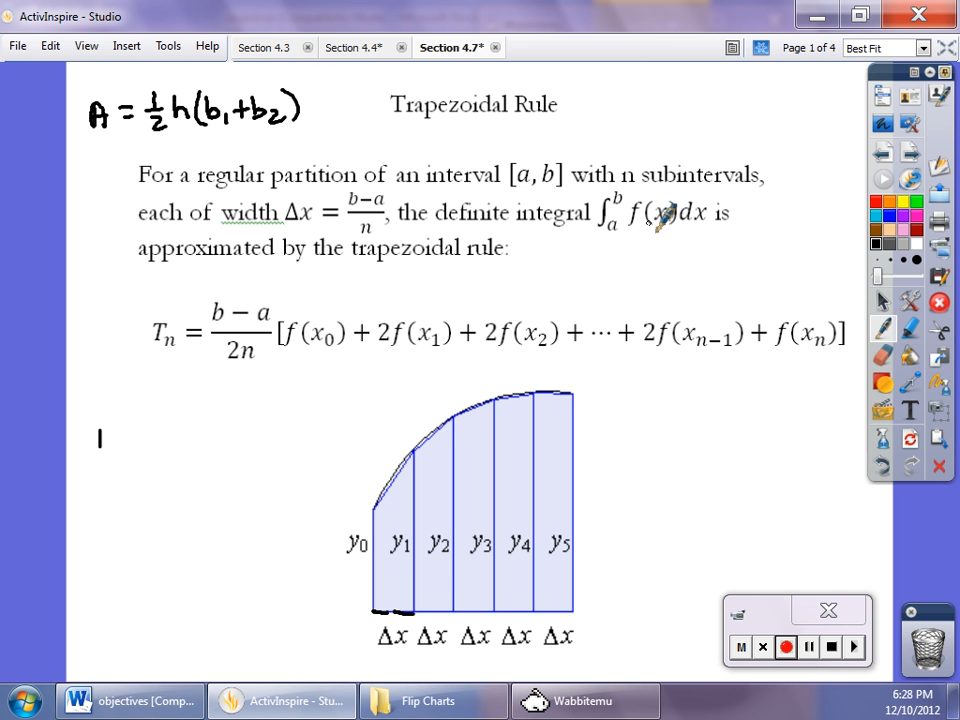 ActivInspire - Studio
File Edit View Insert Tools Help Section 4.3 Section 4.4* Section 4.7* Page 1 of 4 Best Fit
A = ½h(b₁+b₂)
Trapezoidal Rule
For a regular partition of an interval [a, b] with n subintervals,
each of width Δx = (b−a)/n, the definite integral ∫ₐᵇ f(x)dx is
approximated by the trapezoidal rule:
Tₙ = (b − a)/2n [f(x₀) + 2f(x₁) + 2f(x₂) + ⋯ + 2f(xₙ₋₁) + f(xₙ)]
y₀ y₁ y₂ y₃ y₄ y₅
Δx Δx Δx Δx Δx
M
objectives [Comp... ActivInspire - Stu... Flip Charts Wabbitemu
6:28 PM
12/10/2012